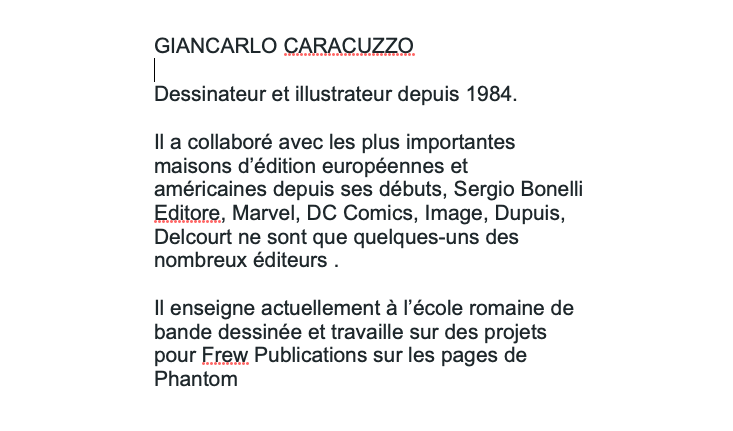 GIANCARLO CARACUZZO
Dessinateur et illustrateur depuis 1984.
Il a collaboré avec les plus importantes
maisons d’édition européennes et
américaines depuis ses débuts, Sergio Bonelli
Editore, Marvel, DC Comics, Image, Dupuis,
Delcourt ne sont que quelques-uns des
nombreux éditeurs .
Il enseigne actuellement à l’école romaine de
bande dessinée et travaille sur des projets
pour Frew Publications sur les pages de
Phantom